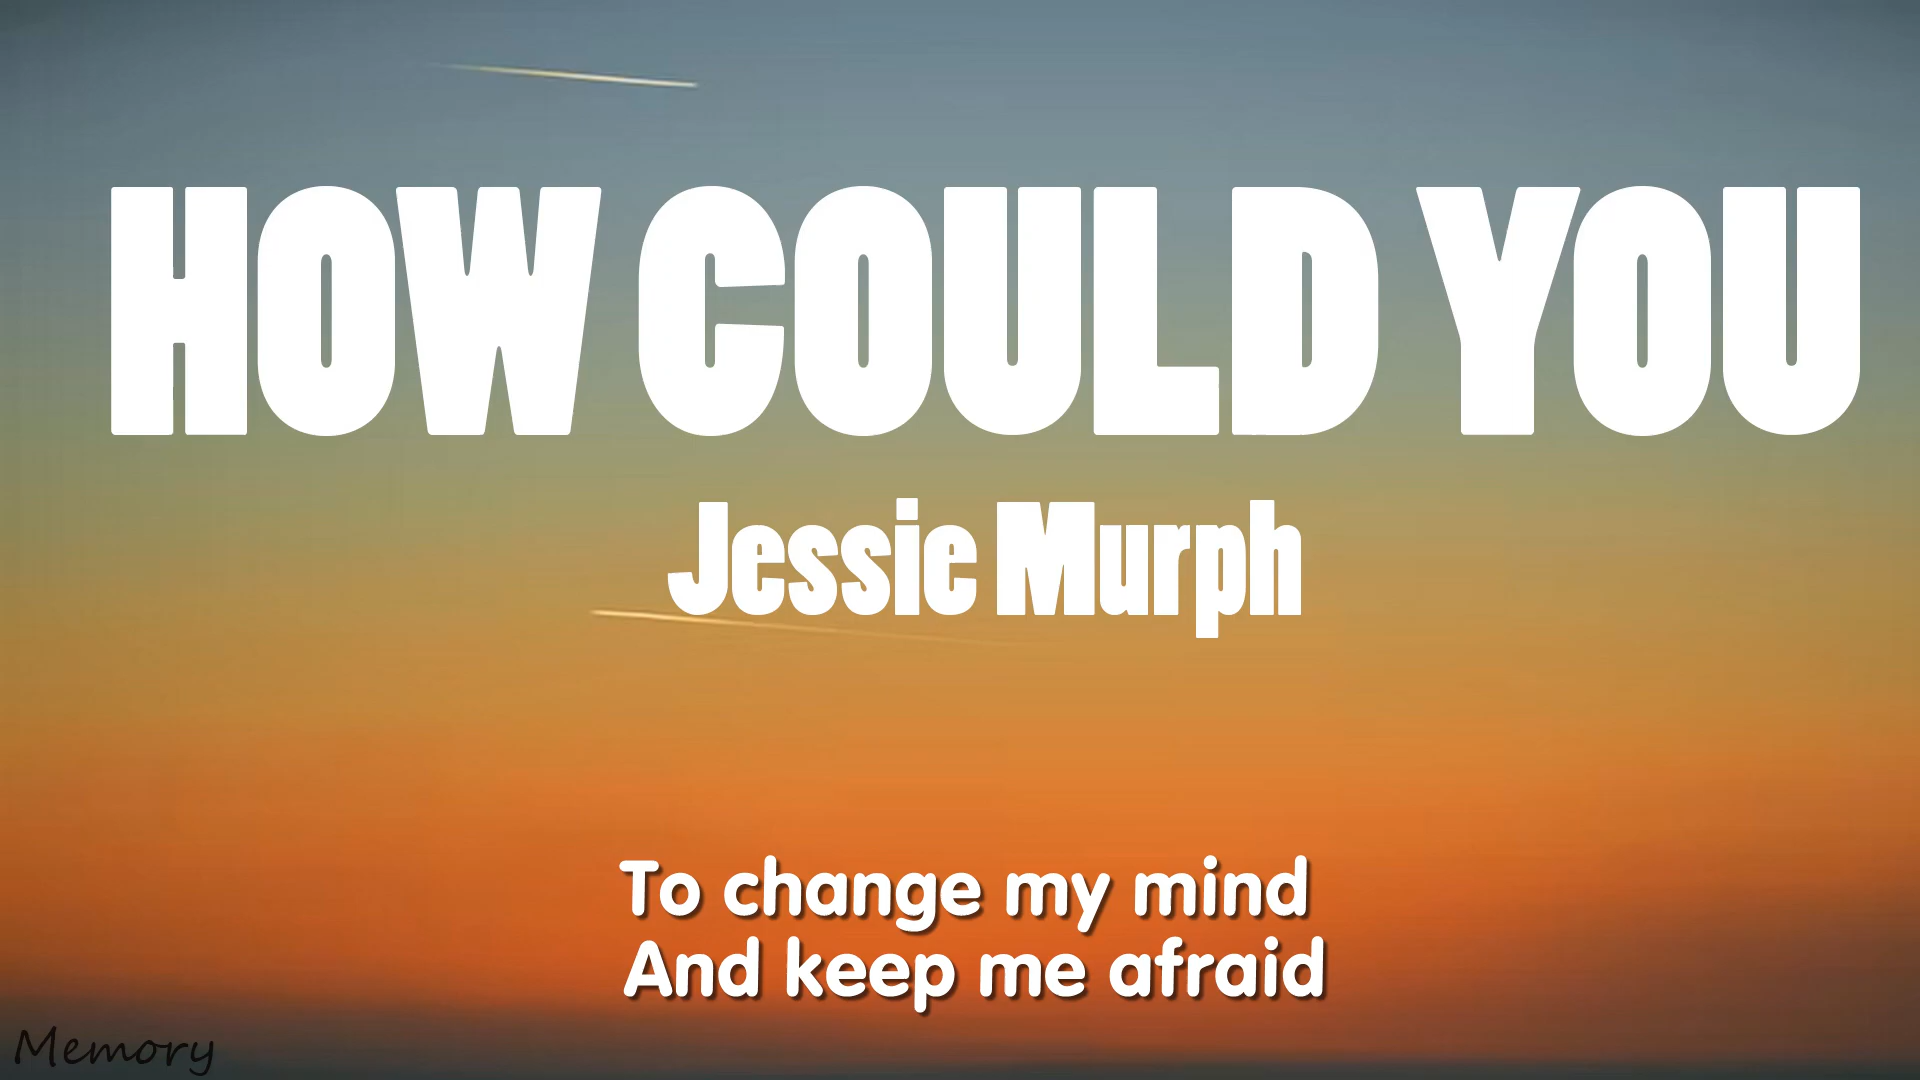 HOW COULD YOU
Jessie Murph
To change my mind
And keep me afraid
Memory